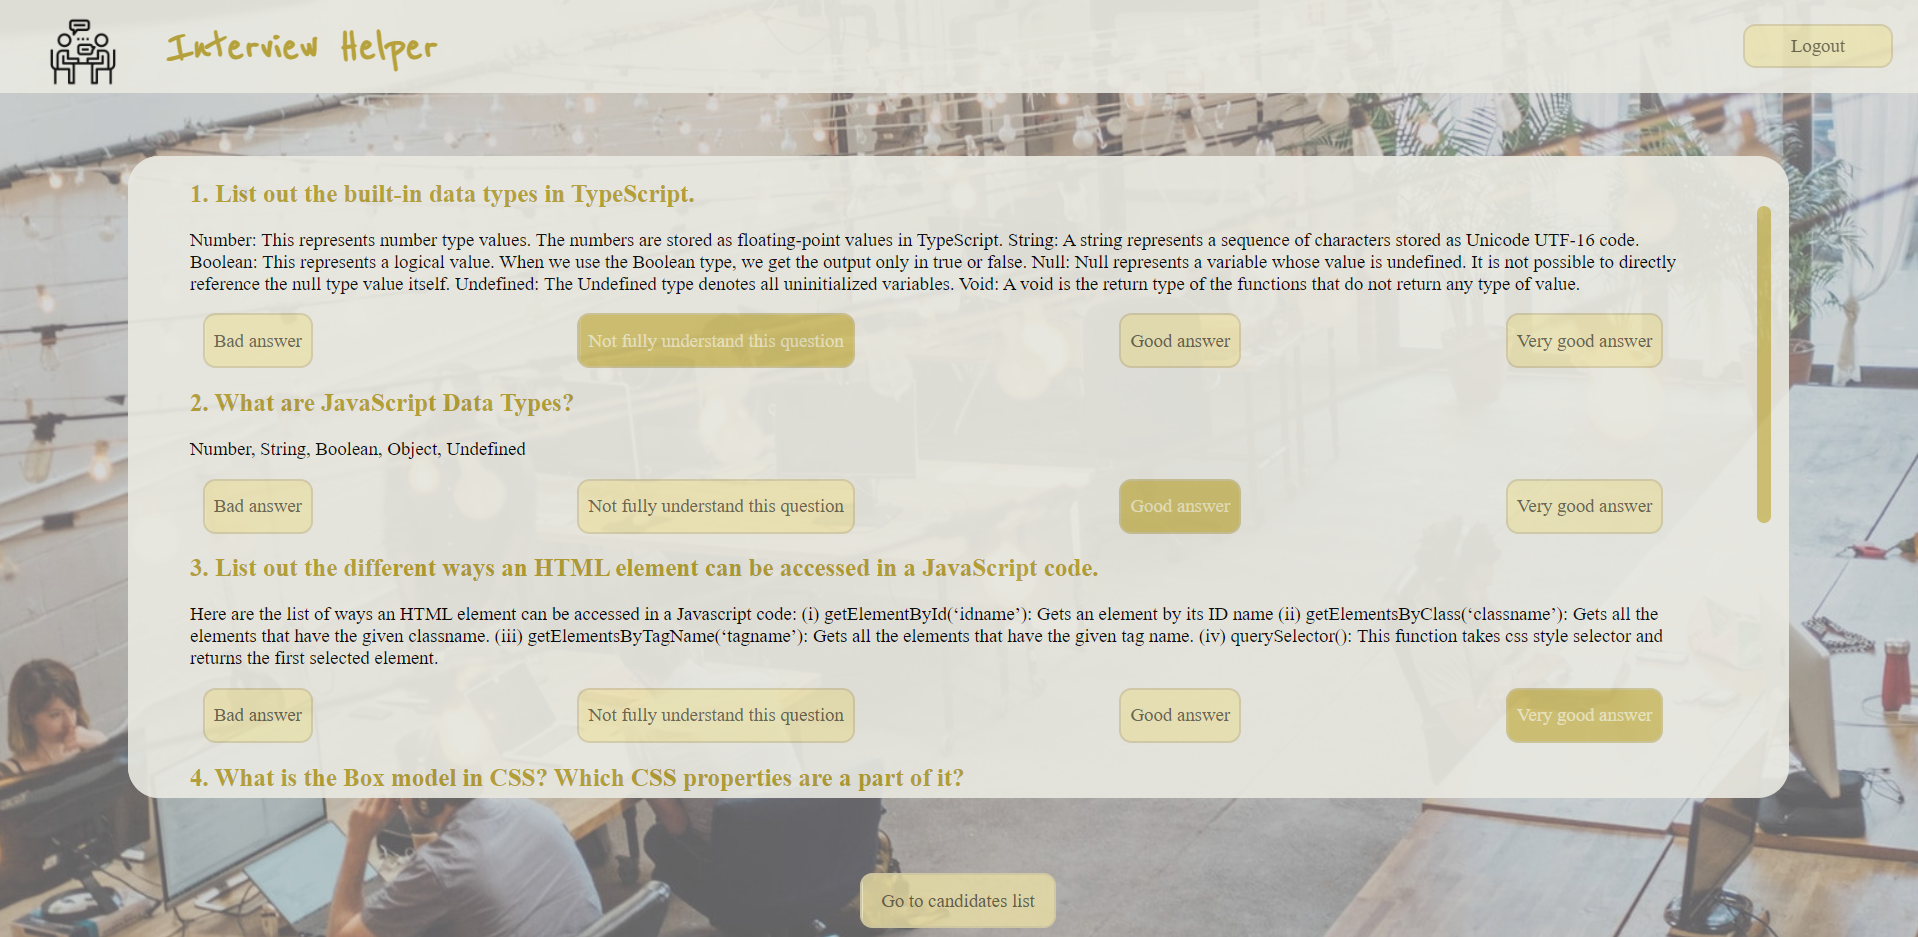 Interview Helper
Logout
1. List out the built-in data types in TypeScript.
Number: This represents number type values. The numbers are stored as floating-point values in TypeScript. String: A string represents a sequence of characters stored as Unicode UTF-16 code.
Boolean: This represents a logical value. When we use the Boolean type, we get the output only in true or false. Null: Null represents a variable whose value is undefined. It is not possible to directly
reference the null type value itself. Undefined: The Undefined type denotes all uninitialized variables. Void: A void is the return type of the functions that do not return any type of value.
Bad answer
Not fully understand this question
Good answer
Very good answer
2. What are JavaScript Data Types?
Number, String, Boolean, Object, Undefined
Bad answer
Not fully understand this question
Good answer
Very good answer
3. List out the different ways an HTML element can be accessed in a JavaScript code.
Here are the list of ways an HTML element can be accessed in a Javascript code: (i) getElementById(‘idname’): Gets an element by its ID name (ii) getElementsByClass(‘classname’): Gets all the
elements that have the given classname. (iii) getElementsByTagName(‘tagname’): Gets all the elements that have the given tag name. (iv) querySelector(): This function takes css style selector and
returns the first selected element.
Bad answer
Not fully understand this question
Good answer
Very good answer
4. What is the Box model in CSS? Which CSS properties are a part of it?
Go to candidates list